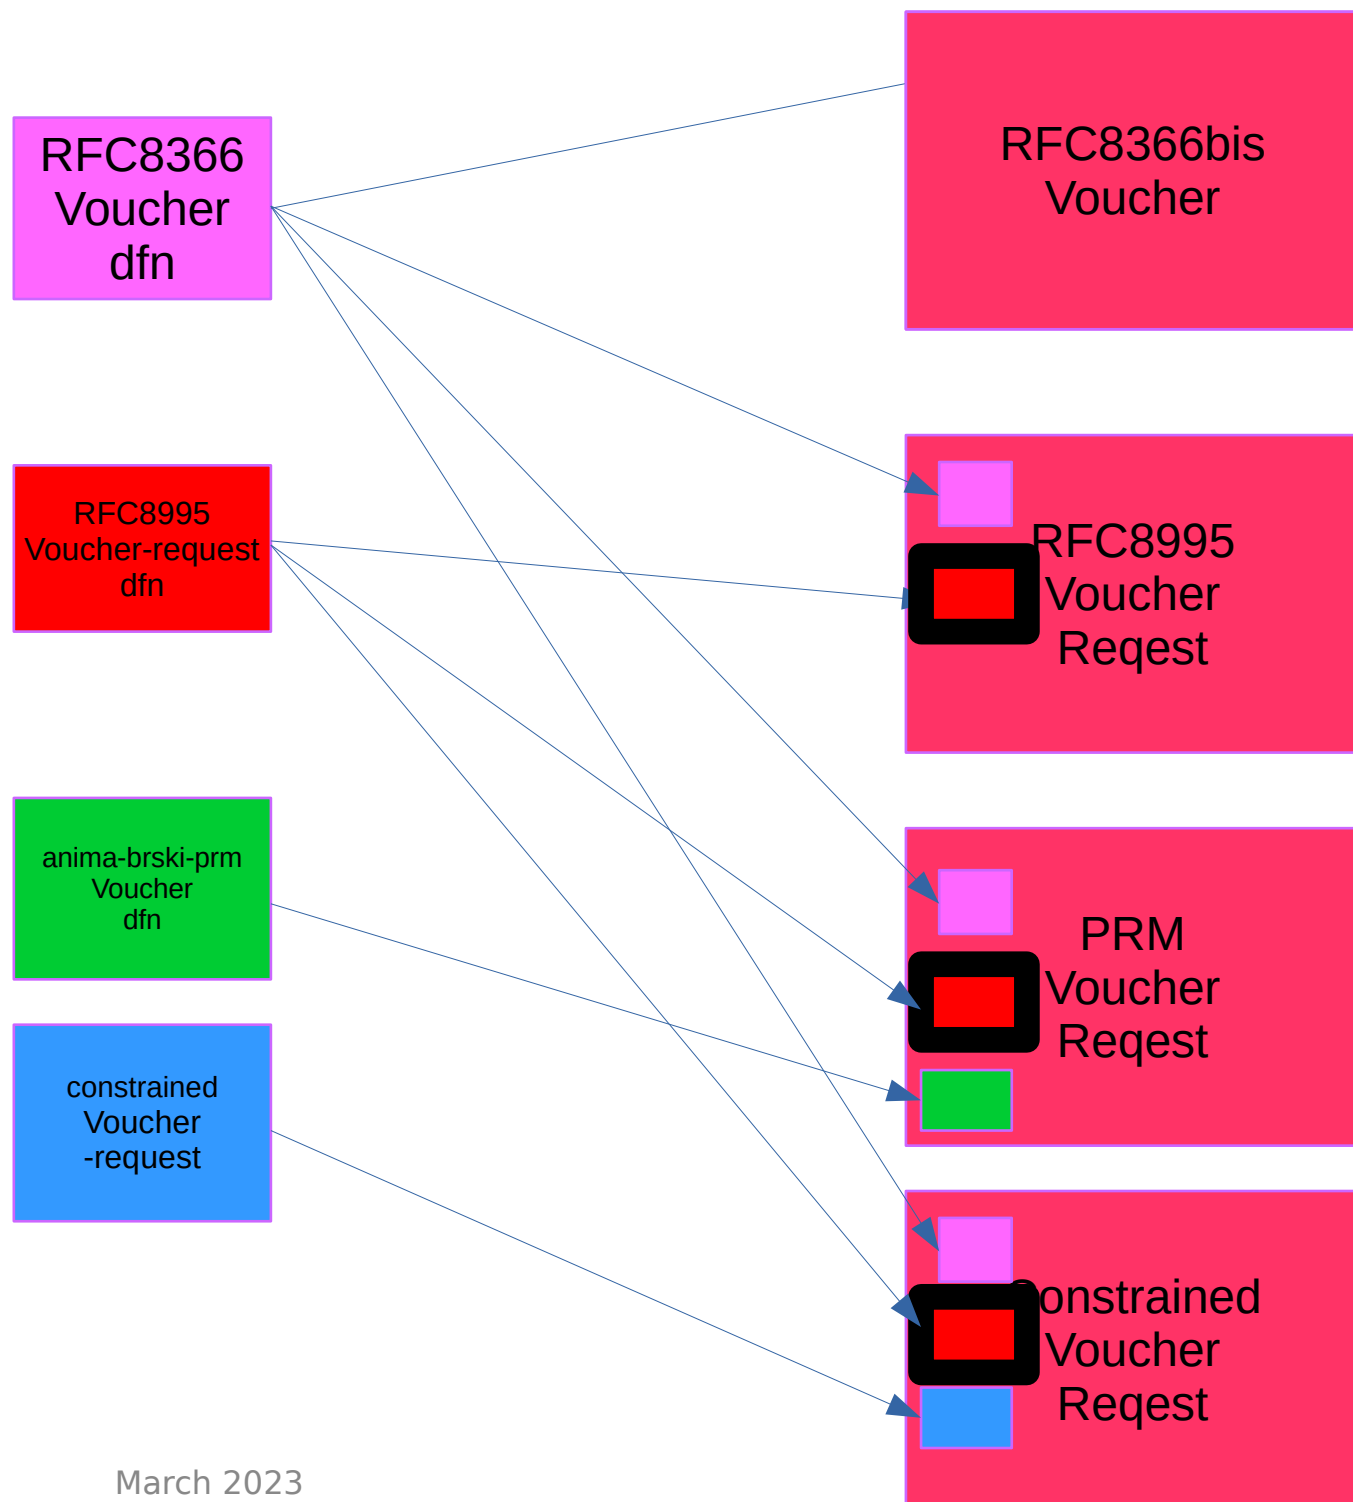 RFC8366
Voucher
dfn
RFC8366bis
Voucher
RFC8995
Voucher-request
dfn
RFC8995
Voucher
Reqest
anima-brski-prm
Voucher
dfn
PRM
Voucher
Reqest
constrained
Voucher
-request
Constrained
Voucher
Reqest
March 2023